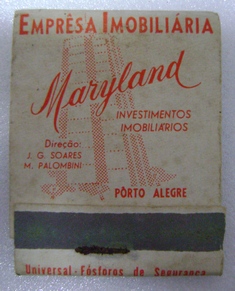 EMPRÊSA IMOBILIÁRIA
Maryland
INVESTIMENTOS
IMOBILIÁRIOS
Direção:
J. G. SOARES
M. PALOMBINI
PÔRTO ALEGRE
Universal - Fósforos de Segurança